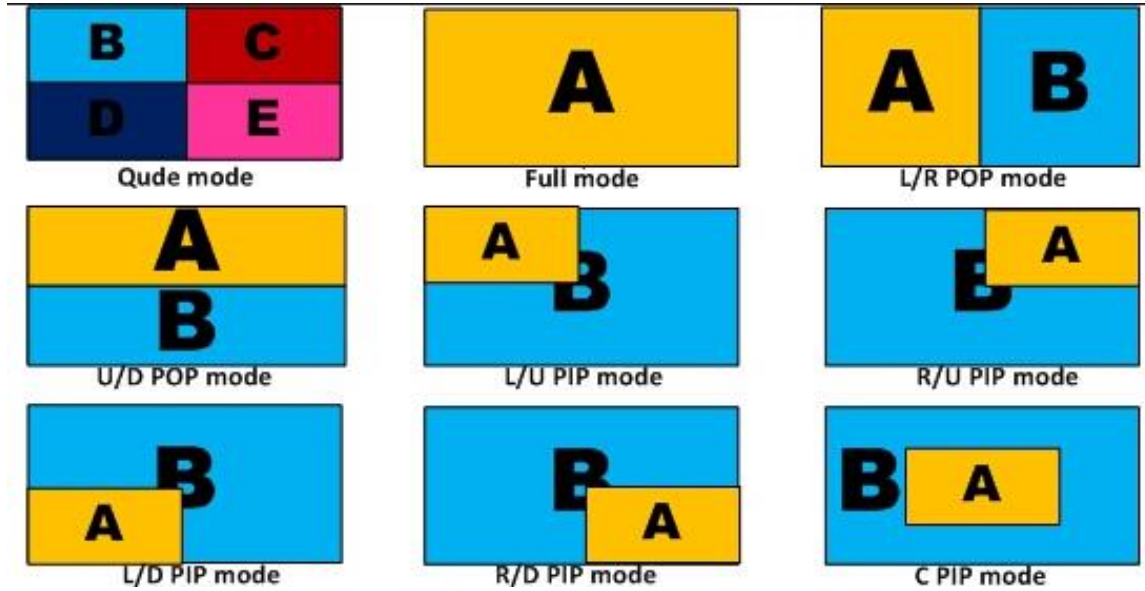 B C
D E
Qude mode
A
Full mode
A B
L/R POP mode
A
B
U/D POP mode
A
B
L/U PIP mode
A
B
R/U PIP mode
B
A
L/D PIP mode
B
A
R/D PIP mode
B A
C PIP mode